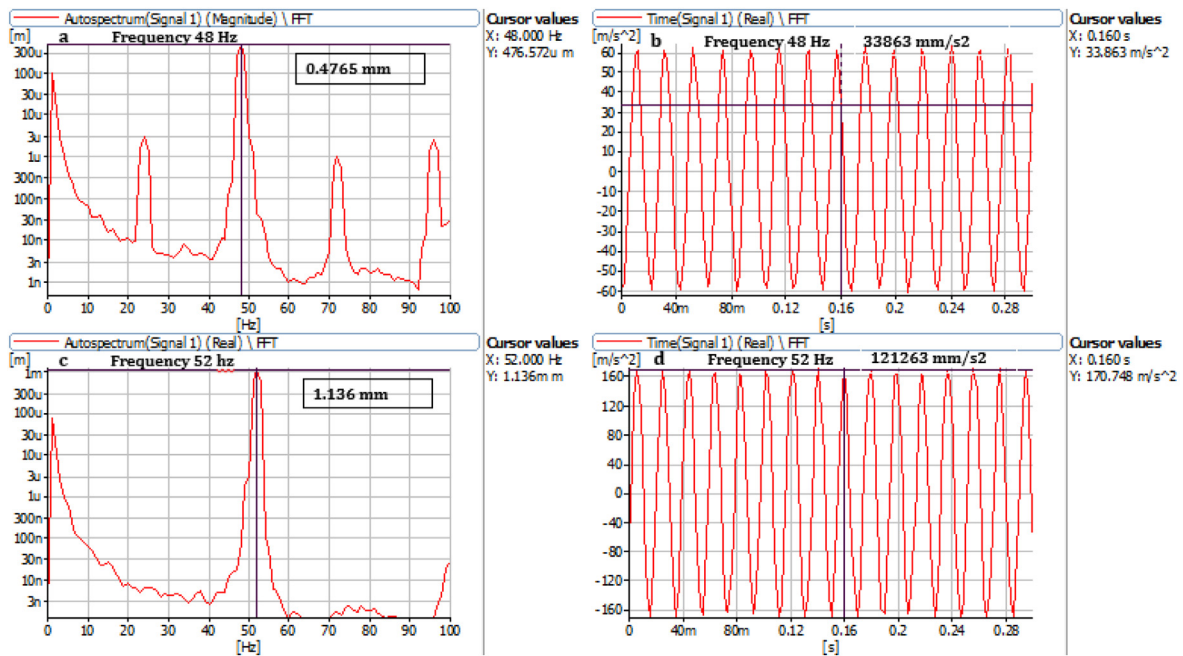 Autospectrum(Signal 1) (Magnitude) \ FFT
[m] a Frequency 48 Hz
0.4765 mm
300u
100u
30u
10u
3u
1u
300n
100n
30n
10n
3n
1n
0 10 20 30 40 50 60 70 80 90 100
[Hz]
Cursor values
X: 48.000 Hz
Y: 476.572u m
Time(Signal 1) (Real) \ FFT
[m/s^2] b Frequency 48 Hz 33863 mm/s2
60
50
40
30
20
10
0
-10
-20
-30
-40
-50
-60
0 40m 80m 0.12 0.16 0.2 0.24 0.28
[s]
Cursor values
X: 0.160 s
Y: 33.863 m/s^2
Autospectrum(Signal 1) (Real) \ FFT
[m] c Frequency 52 hz
1.136 mm
1m
300u
100u
30u
10u
3u
1u
300n
100n
30n
10n
3n
0 10 20 30 40 50 60 70 80 90 100
[Hz]
Cursor values
X: 52.000 Hz
Y: 1.136m m
Time(Signal 1) (Real) \ FFT
[m/s^2] d Frequency 52 Hz 121263 mm/s2
160
120
80
40
0
-40
-80
-120
-160
0 40m 80m 0.12 0.16 0.2 0.24 0.28
[s]
Cursor values
X: 0.160 s
Y: 170.748 m/s^2